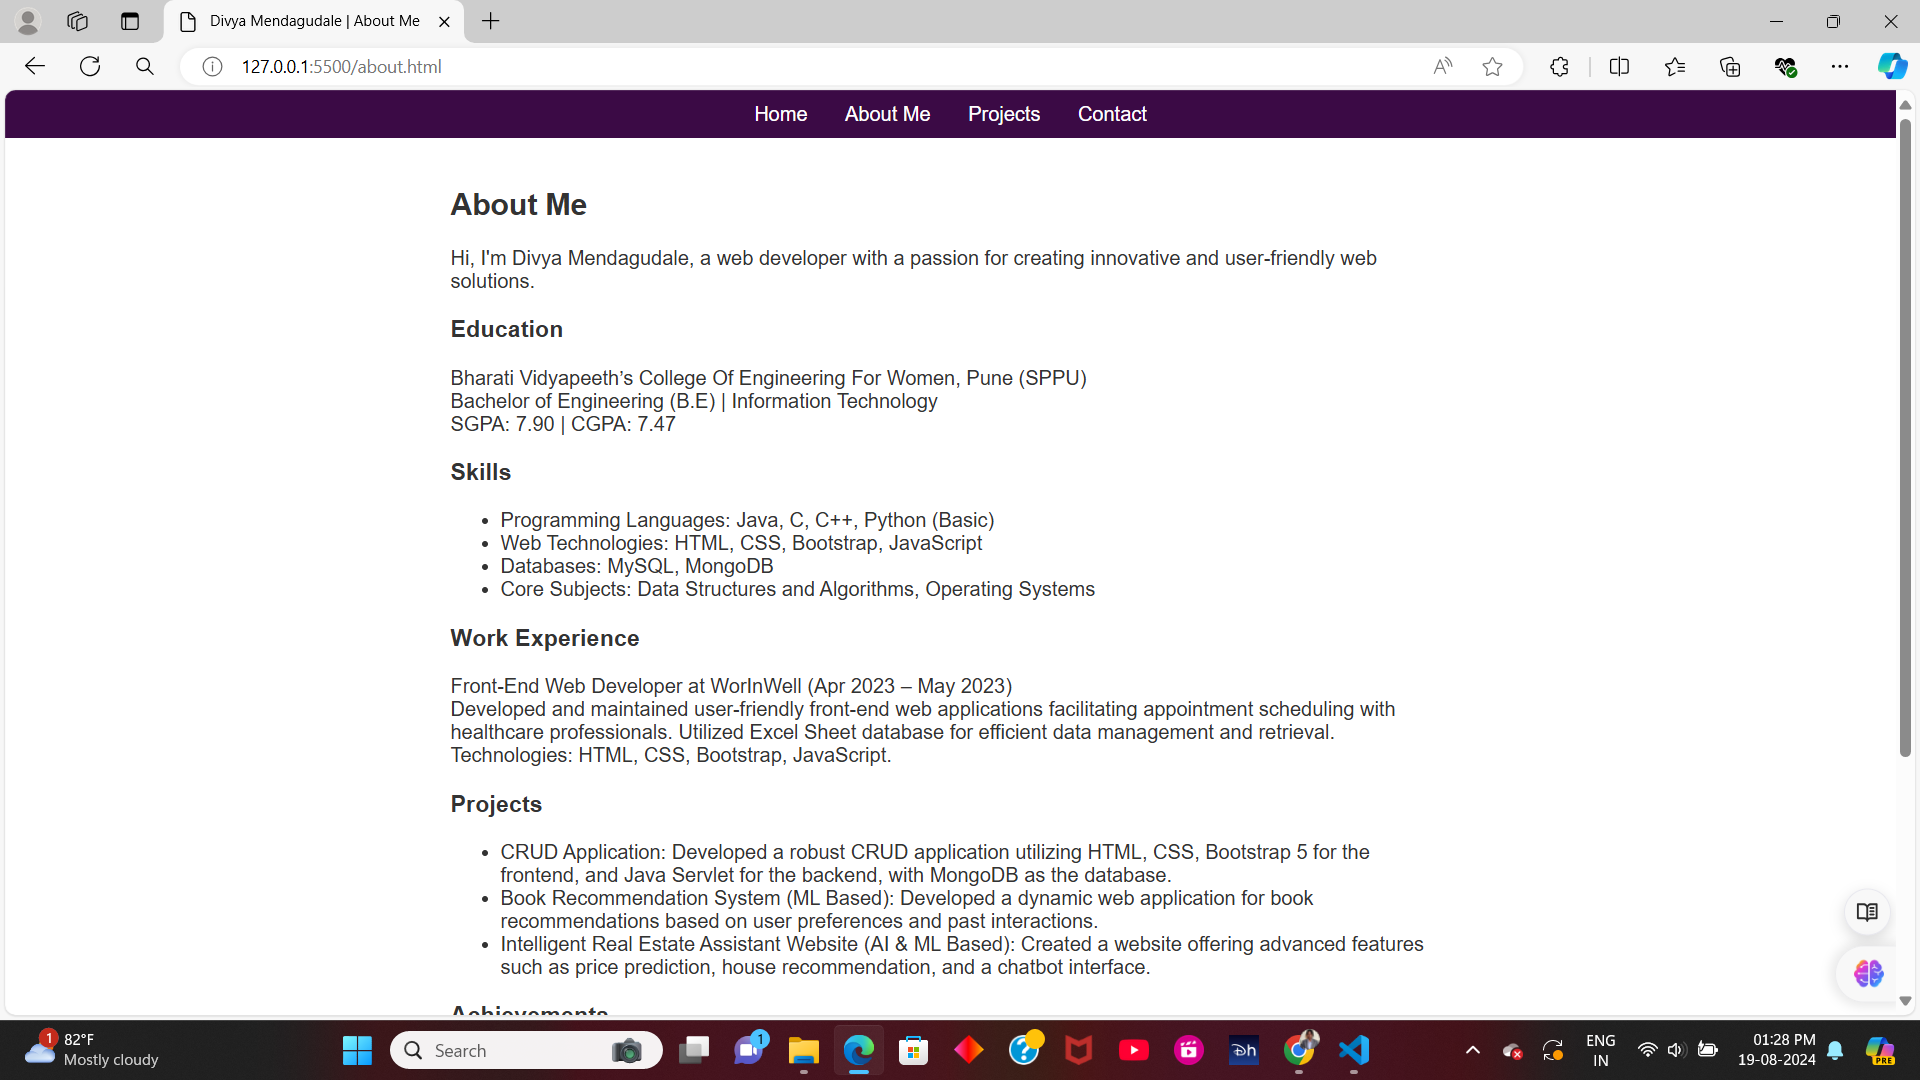 Divya Mendagudale | About Me
127.0.0.1:5500/about.html
Home About Me Projects Contact
About Me
Hi, I'm Divya Mendagudale, a web developer with a passion for creating innovative and user-friendly web
solutions.
Education
Bharati Vidyapeeth’s College Of Engineering For Women, Pune (SPPU)
Bachelor of Engineering (B.E) | Information Technology
SGPA: 7.90 | CGPA: 7.47
Skills
• Programming Languages: Java, C, C++, Python (Basic)
• Web Technologies: HTML, CSS, Bootstrap, JavaScript
• Databases: MySQL, MongoDB
• Core Subjects: Data Structures and Algorithms, Operating Systems
Work Experience
Front-End Web Developer at WorInWell (Apr 2023 – May 2023)
Developed and maintained user-friendly front-end web applications facilitating appointment scheduling with
healthcare professionals. Utilized Excel Sheet database for efficient data management and retrieval.
Technologies: HTML, CSS, Bootstrap, JavaScript.
Projects
• CRUD Application: Developed a robust CRUD application utilizing HTML, CSS, Bootstrap 5 for the
frontend, and Java Servlet for the backend, with MongoDB as the database.
• Book Recommendation System (ML Based): Developed a dynamic web application for book
recommendations based on user preferences and past interactions.
• Intelligent Real Estate Assistant Website (AI & ML Based): Created a website offering advanced features
such as price prediction, house recommendation, and a chatbot interface.
Achievements
1
82°F
Mostly cloudy
Search
1
Dh
ENG
IN
01:28 PM
19-08-2024
PRE